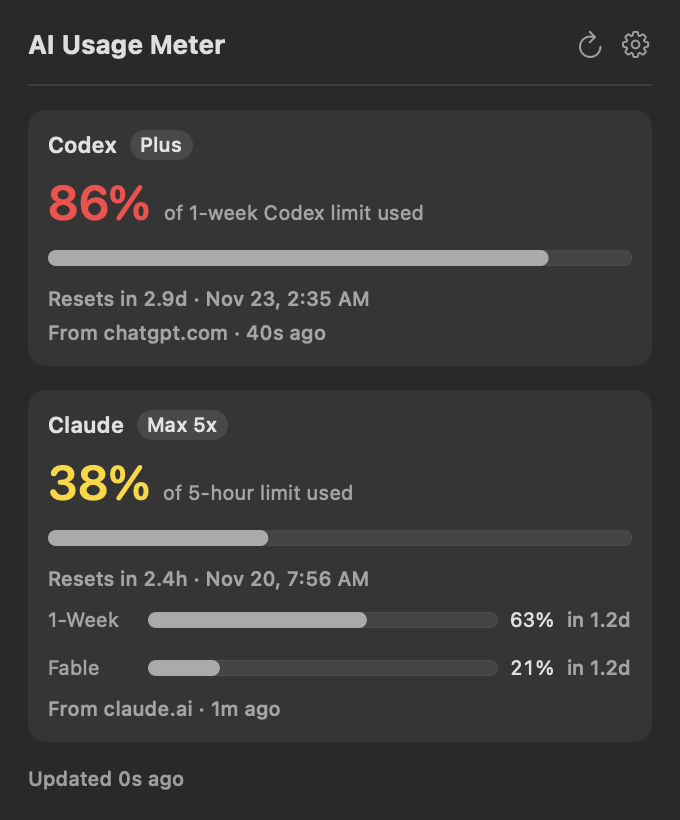 AI Usage Meter
Codex Plus
86% of 1-week Codex limit used
Resets in 2.9d · Nov 23, 2:35 AM
From chatgpt.com · 40s ago
Claude Max 5x
38% of 5-hour limit used
Resets in 2.4h · Nov 20, 7:56 AM
1-Week 63% in 1.2d
Fable 21% in 1.2d
From claude.ai · 1m ago
Updated 0s ago